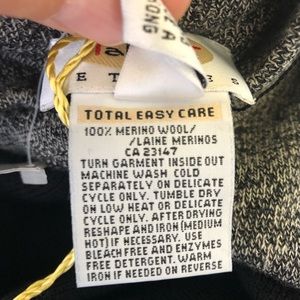 TOTAL EASY CARE
100% MERINO WOOL/
/LAINE MERINOS
CA 23147
TURN GARMENT INSIDE OUT
MACHINE WASH COLD
SEPARATELY ON DELICATE
CYCLE ONLY. TUMBLE DRY
ON LOW HEAT OR DELICATE
CYCLE ONLY. AFTER DRYING
RESHAPE AND IRON (MEDIUM
HOT) IF NECESSARY. USE
BLEACH FREE AND ENZYMES
FREE DETERGENT. WARM
IRON IF NEEDED ON REVERSE